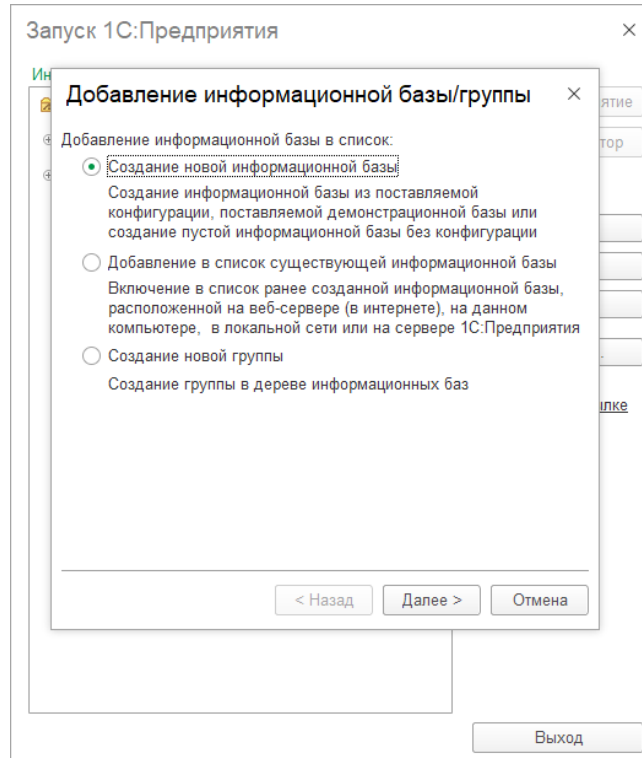 Запуск 1С:Предприятия
Добавление информационной базы/группы
Добавление информационной базы в список:
Создание новой информационной базы
Создание информационной базы из поставляемой
конфигурации, поставляемой демонстрационной базы или
создание пустой информационной базы без конфигурации
Добавление в список существующей информационной базы
Включение в список ранее созданной информационной базы,
расположенной на веб-сервере (в интернете), на данном
компьютере, в локальной сети или на сервере 1С:Предприятия
Создание новой группы
Создание группы в дереве информационных баз
< Назад
Далее >
Отмена
Выход